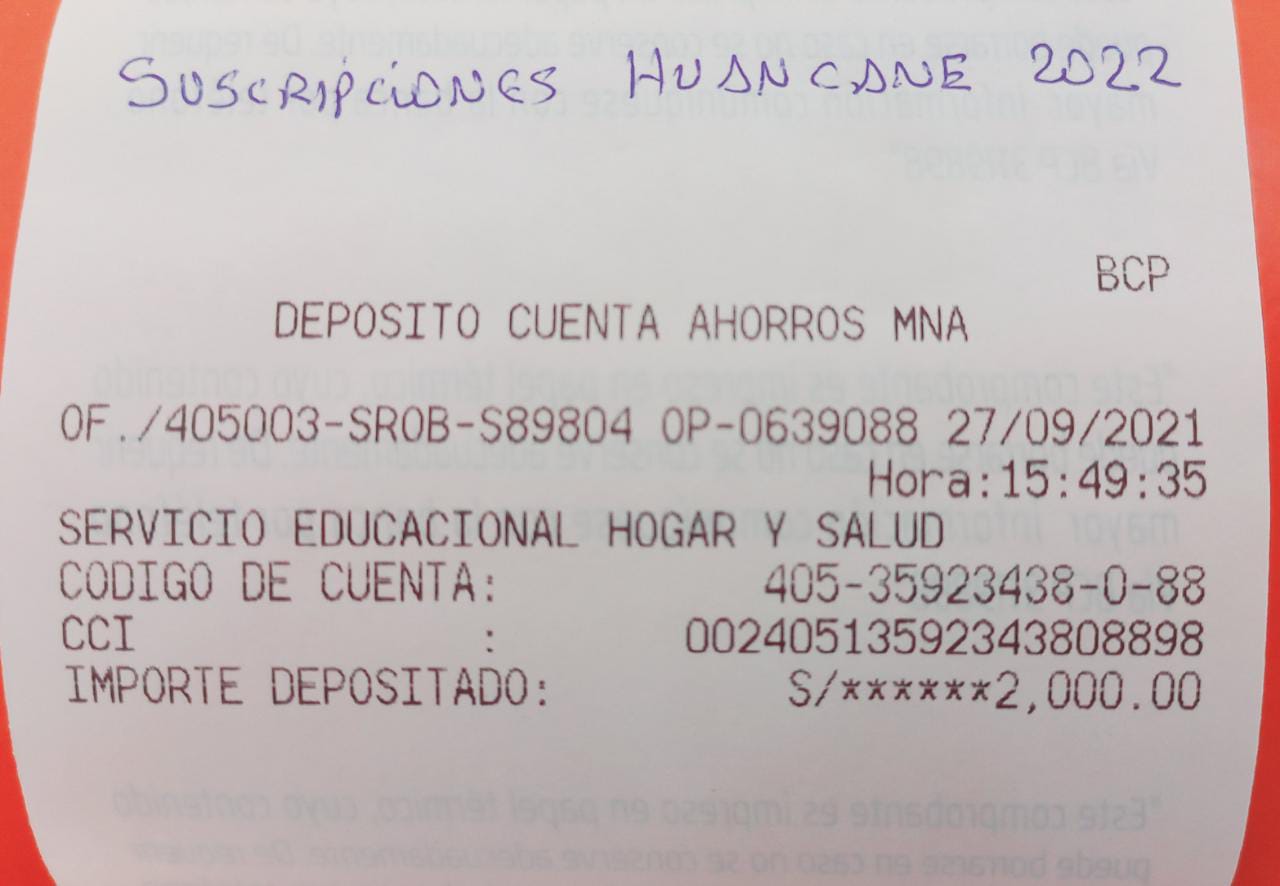 SUSCRIPCIONES HUANCANE 2022
BCP
DEPOSITO CUENTA AHORROS MNA
OF./405003-SROB-S89804 OP-0639088 27/09/2021
Hora:15:49:35
SERVICIO EDUCACIONAL HOGAR Y SALUD
CODIGO DE CUENTA: 405-35923438-0-88
CCI : 00240513592343808898
IMPORTE DEPOSITADO: S/******2,000.00